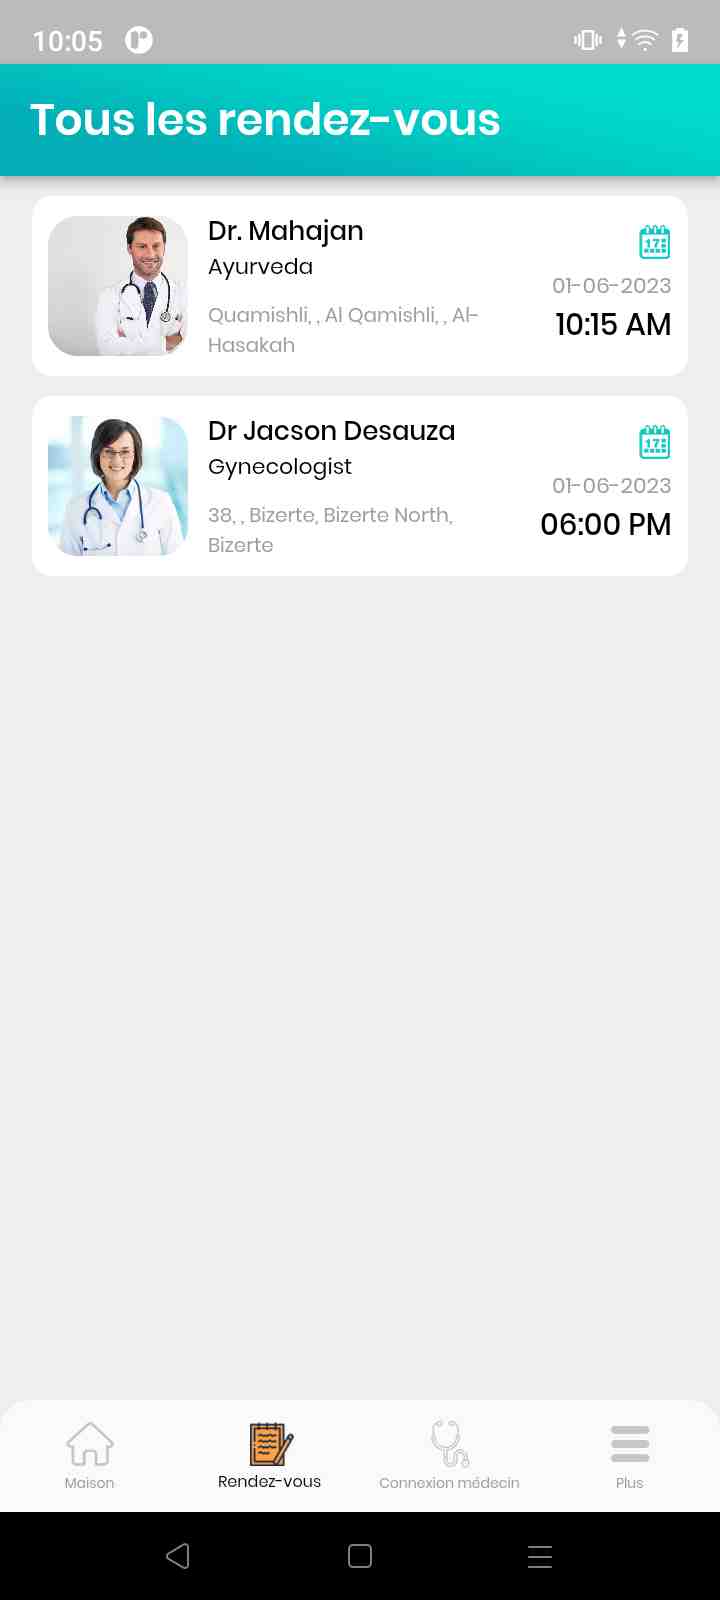 10:05
Tous les rendez-vous
Dr. Mahajan
Ayurveda
Quamishli, , Al Qamishli, , Al-
Hasakah
17
01-06-2023
10:15 AM
Dr Jacson Desauza
Gynecologist
38, , Bizerte, Bizerte North,
Bizerte
17
01-06-2023
06:00 PM
Maison
Rendez-vous
Connexion médecin
Plus